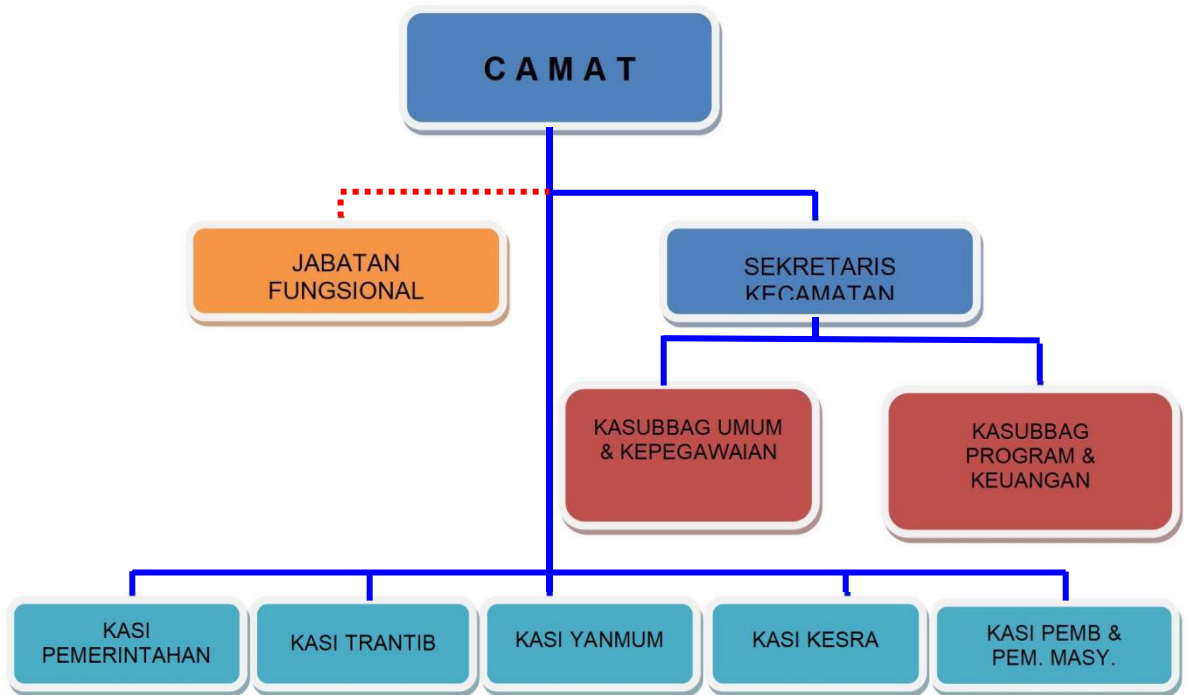 C A M A T
JABATAN
FUNGSIONAL
SEKRETARIS
KECAMATAN
KASUBBAG UMUM
& KEPEGAWAIAN
KASUBBAG
PROGRAM &
KEUANGAN
KASI
PEMERINTAHAN
KASI TRANTIB
KASI YANMUM
KASI KESRA
KASI PEMB &
PEM. MASY.